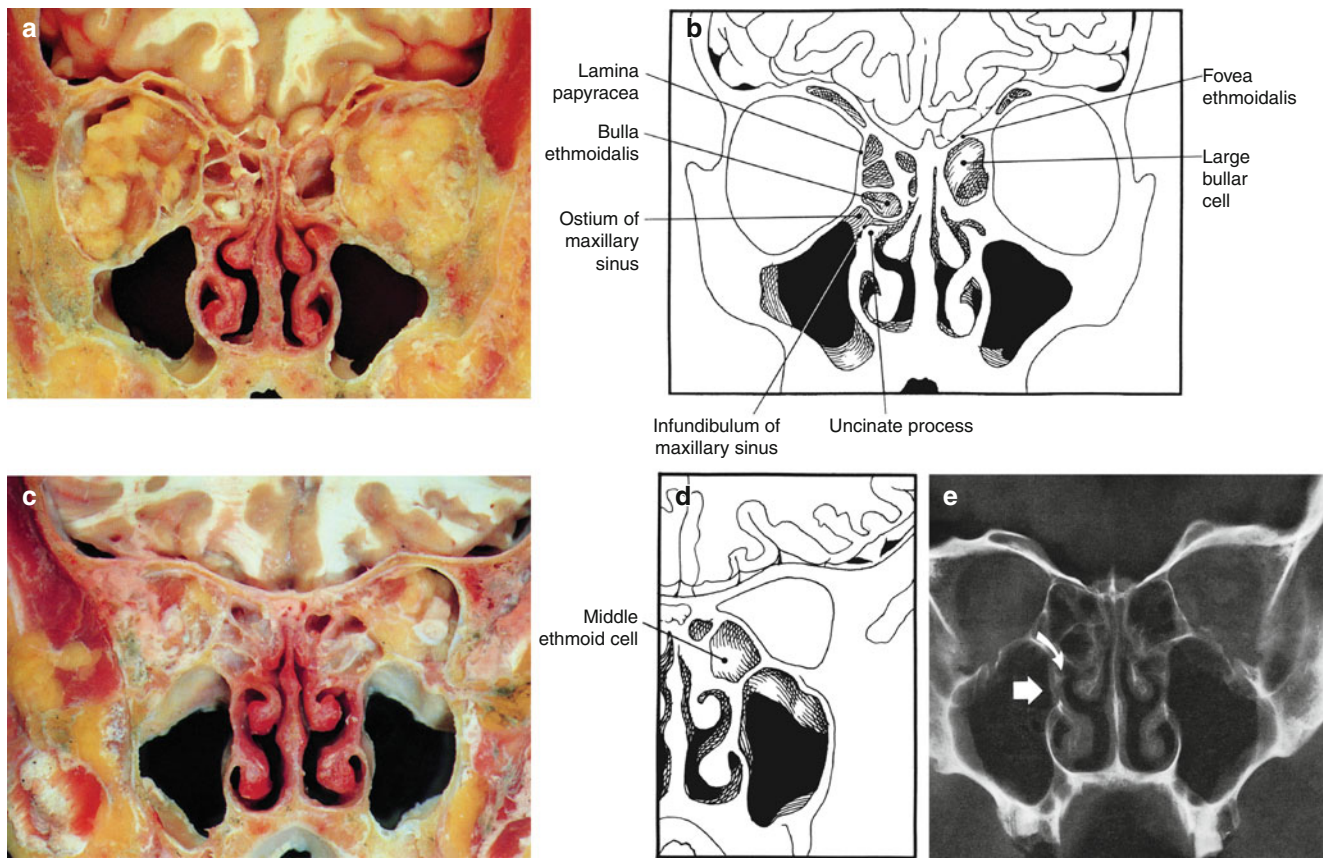 a
b
Lamina
papyracea
Bulla
ethmoidalis
Ostium of
maxillary
sinus
Fovea
ethmoidalis
Large
bullar
cell
Infundibulum of
maxillary sinus
Uncinate process
c
d
Middle
ethmoid cell
e